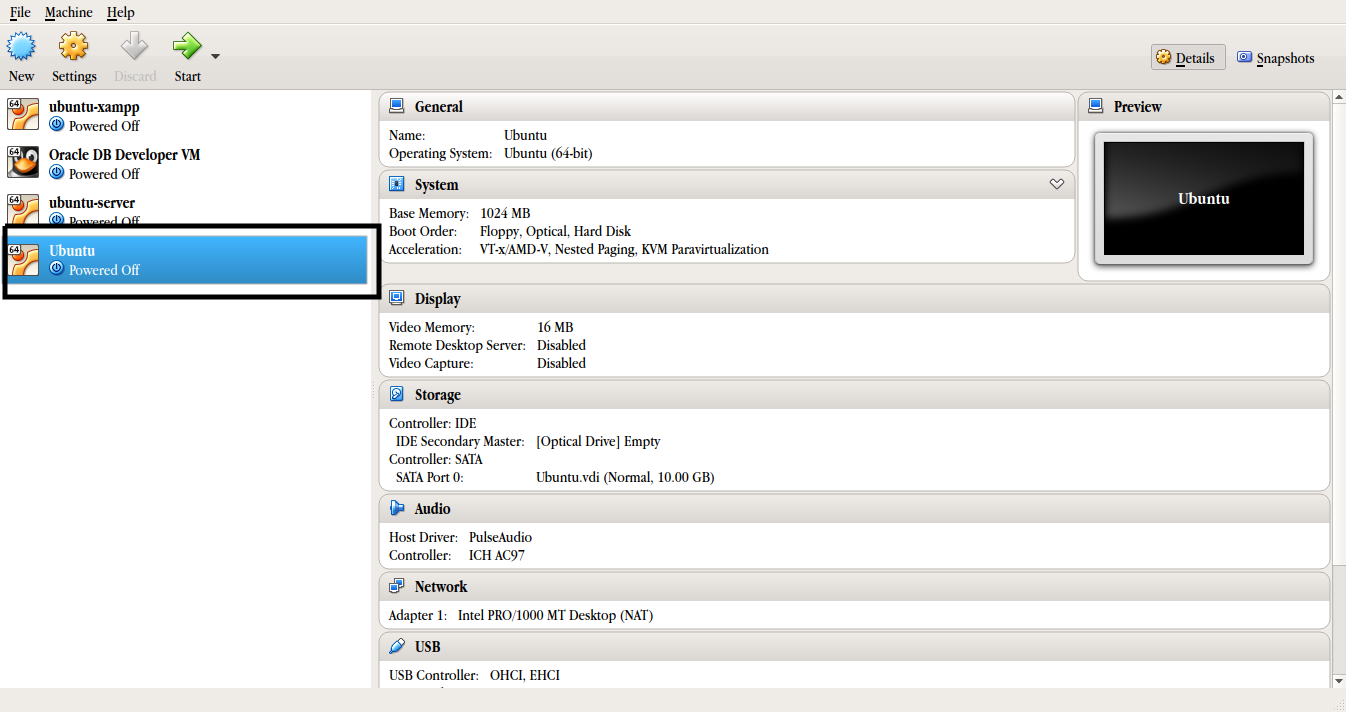 File Machine Help
New Settings Discard Start
Details Snapshots
64 ubuntu-xampp
Powered Off
64 Oracle DB Developer VM
Powered Off
64 ubuntu-server
Powered Off
64 Ubuntu
Powered Off
General
Name: Ubuntu
Operating System: Ubuntu (64-bit)
System
Base Memory: 1024 MB
Boot Order: Floppy, Optical, Hard Disk
Acceleration: VT-x/AMD-V, Nested Paging, KVM Paravirtualization
Preview
Ubuntu
Display
Video Memory: 16 MB
Remote Desktop Server: Disabled
Video Capture: Disabled
Storage
Controller: IDE
IDE Secondary Master: [Optical Drive] Empty
Controller: SATA
SATA Port 0: Ubuntu.vdi (Normal, 10.00 GB)
Audio
Host Driver: PulseAudio
Controller: ICH AC97
Network
Adapter 1: Intel PRO/1000 MT Desktop (NAT)
USB
USB Controller: OHCI, EHCI